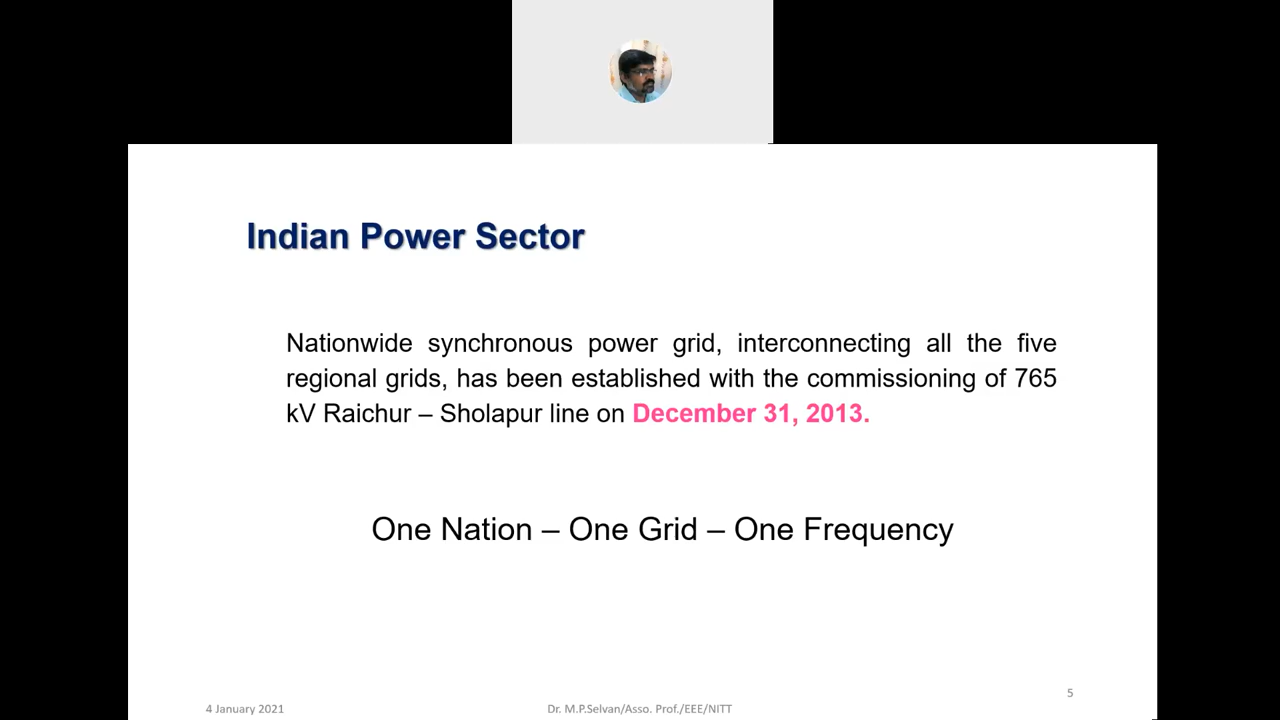 Indian Power Sector
Nationwide synchronous power grid, interconnecting all the five
regional grids, has been established with the commissioning of 765
kV Raichur – Sholapur line on December 31, 2013.
One Nation – One Grid – One Frequency
5
4 January 2021
Dr. M.P.Selvan/Asso. Prof./EEE/NITT